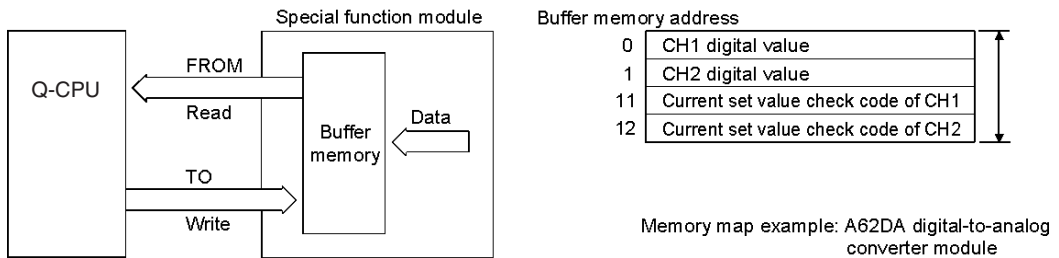 Special function module
Q-CPU
FROM
Read
Buffer
memory
Data
TO
Write
Buffer memory address
0 CH1 digital value
1 CH2 digital value
11 Current set value check code of CH1
12 Current set value check code of CH2
Memory map example: A62DA digital-to-analog
converter module